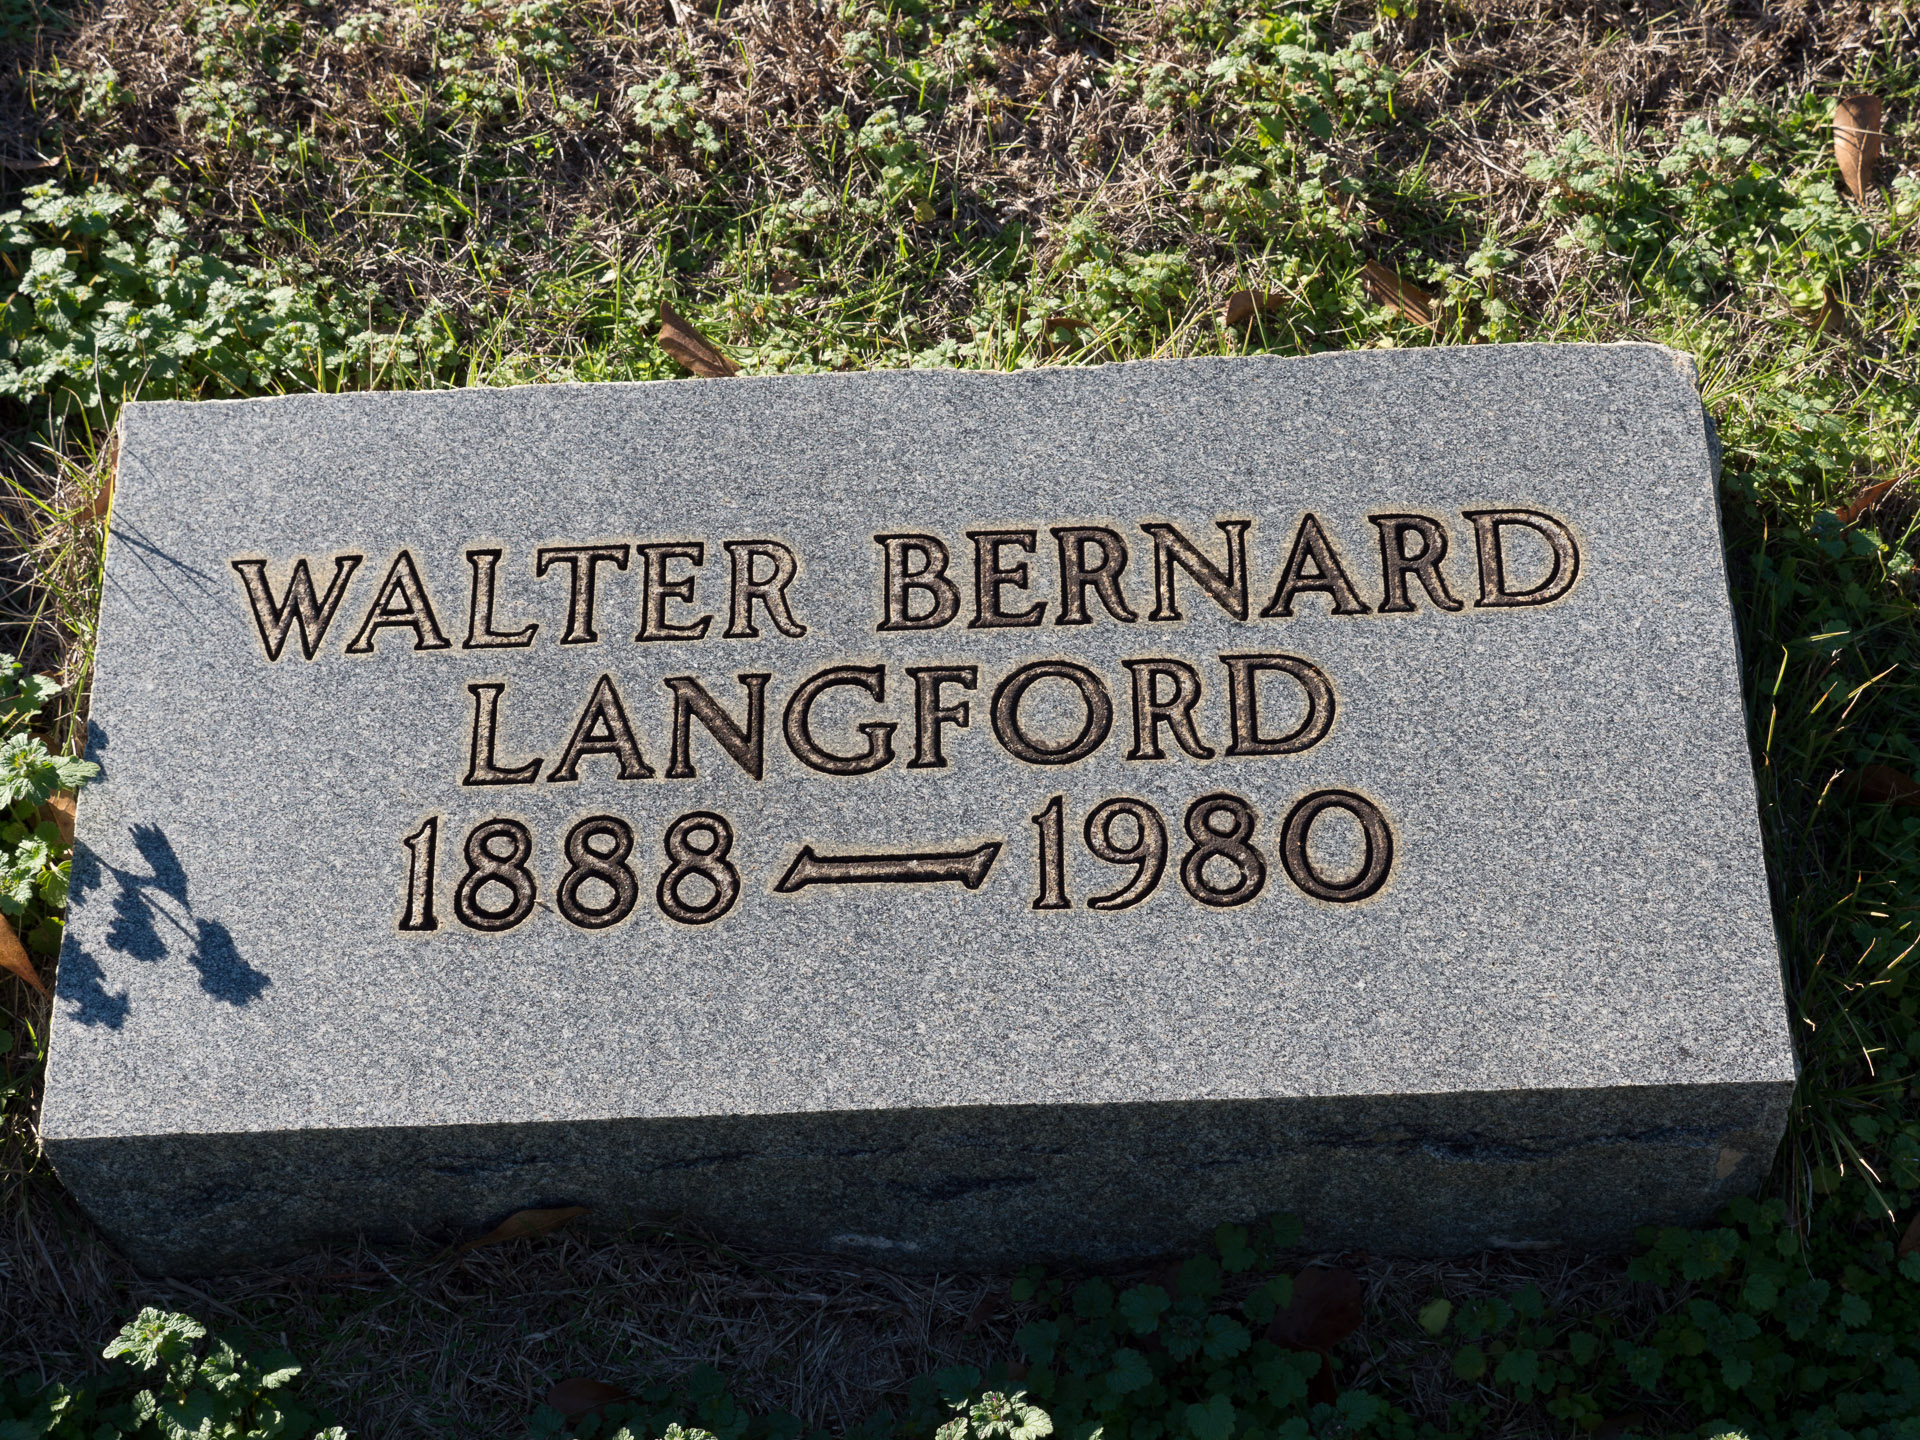 WALTER BERNARD
LANGFORD
1888 — 1980